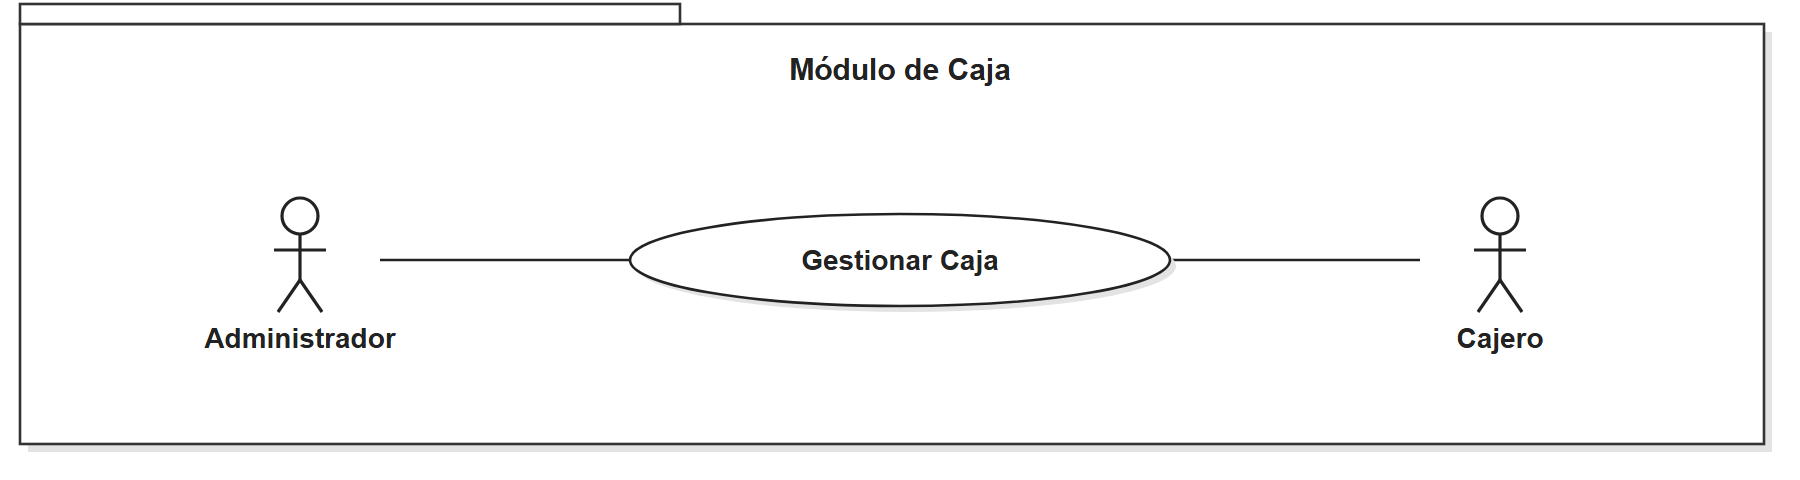 Módulo de Caja
Gestionar Caja
Administrador
Cajero